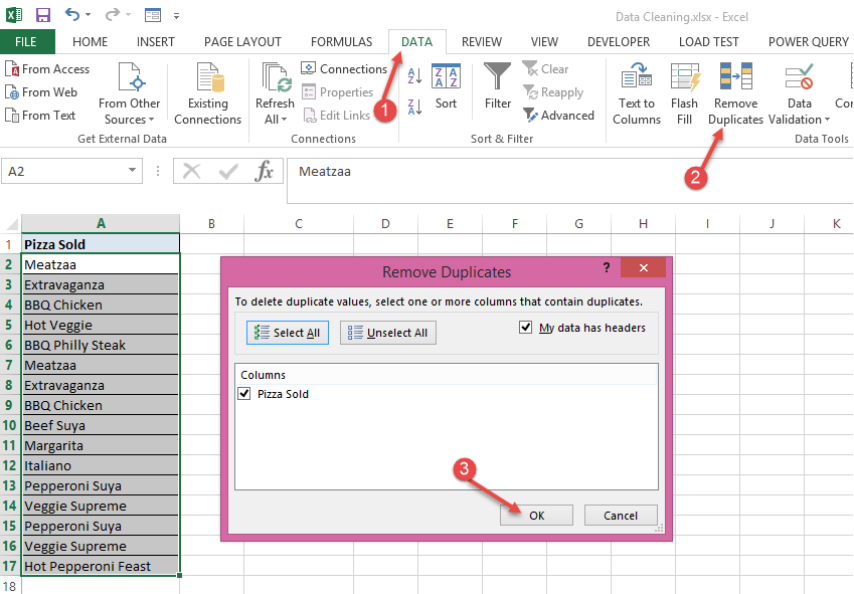 Data Cleaning.xlsx - Excel
FILE HOME INSERT PAGE LAYOUT FORMULAS DATA REVIEW VIEW DEVELOPER LOAD TEST POWER QUERY
From Access
From Web
From Text
From Other
Sources
Get External Data
Existing
Connections
Refresh
All
Connections
Properties
Edit Links
Connections
1
A
Z
Z
A
Z A
A Z
Sort
Filter
Clear
Reapply
Advanced
Sort & Filter
Text to
Columns
Flash
Fill
Remove
Duplicates
Data
Validation
Co
Data Tools
2
A2 fx Meatzaa
A B C D E F G H I J K
1 Pizza Sold
2 Meatzaa
3 Extravaganza
4 BBQ Chicken
5 Hot Veggie
6 BBQ Philly Steak
7 Meatzaa
8 Extravaganza
9 BBQ Chicken
10 Beef Suya
11 Margarita
12 Italiano
13 Pepperoni Suya
14 Veggie Supreme
15 Pepperoni Suya
16 Veggie Supreme
17 Hot Pepperoni Feast
18
Remove Duplicates ?
To delete duplicate values, select one or more columns that contain duplicates.
Select All Unselect All My data has headers
Columns
Pizza Sold
3
OK Cancel